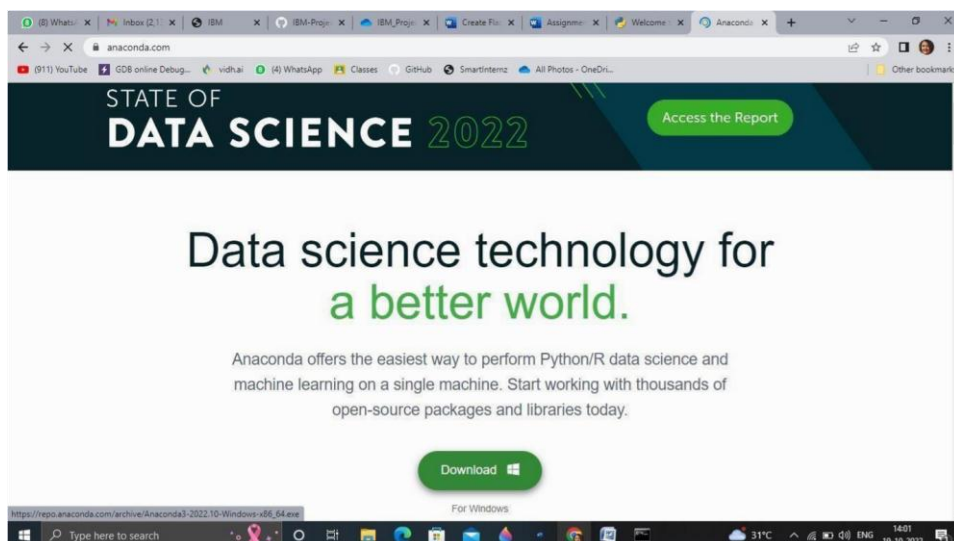 (8) Whats
Inbox (2,1
IBM
IBM-Proje
IBM_Proje
Create Fla
Assignme
Welcome
Anaconda
anaconda.com
(911) YouTube
GDB online Debug...
vidh.ai
(4) WhatsApp
Classes
GitHub
SmartInternz
All Photos - OneDri...
Other bookmark
STATE OF
DATA SCIENCE 2022
Access the Report
Data science technology for
a better world.
Anaconda offers the easiest way to perform Python/R data science and
machine learning on a single machine. Start working with thousands of
open-source packages and libraries today.
Download
For Windows
https://repo.anaconda.com/archive/Anaconda3-2022.10-Windows-x86_64.exe
Type here to search
31°C
ENG
14:01
19-10-2022